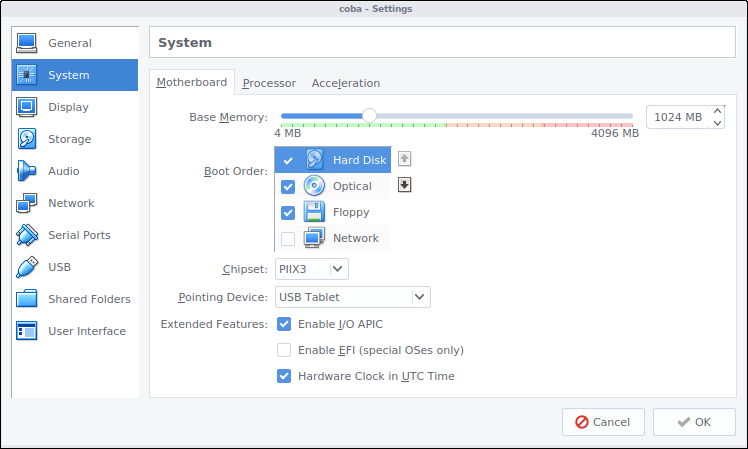 coba - Settings
General
System
Display
Storage
Audio
Network
Serial Ports
USB
Shared Folders
User Interface
System
Motherboard Processor Acceleration
Base Memory: 1024 MB
4 MB 4096 MB
Boot Order: Hard Disk
Optical
Floppy
Network
Chipset: PIIX3
Pointing Device: USB Tablet
Extended Features: Enable I/O APIC
Enable EFI (special OSes only)
Hardware Clock in UTC Time
Cancel OK